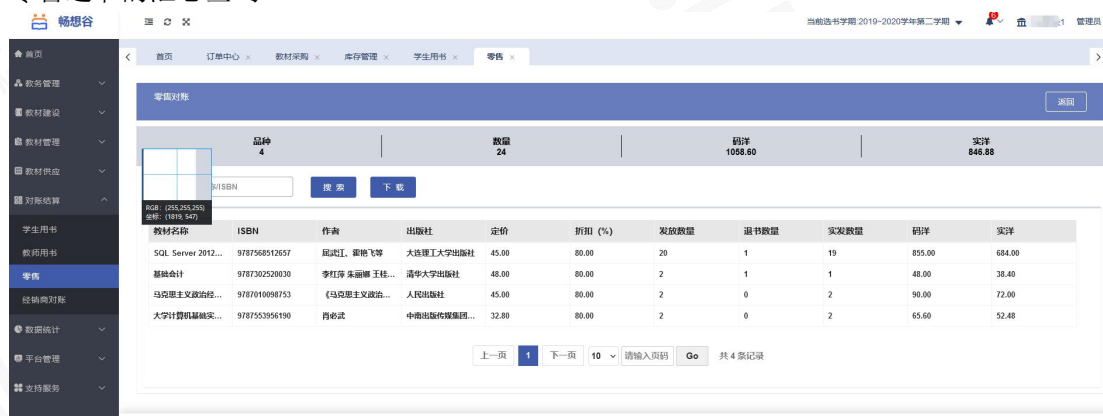 畅想谷
当前选书学期:2019-2020学年第二学期
6
管理员
首页
教务管理
教材建设
教材管理
教材供应
对账结算
学生用书
教师用书
零售
经销商对账
数据统计
平台管理
支持服务
首页 订单中心 × 教材采购 × 库存管理 × 学生用书 × 零售 ×
零售对账 返回
品种 数量 码洋 实洋
4 24 1058.60 846.88
/ISBN 搜 索 下 载
RGB: (255,255,255)
坐标: (1819, 547)
教材名称 ISBN 作者 出版社 定价 折扣 (%) 发放数量 退书数量 实发数量 码洋 实洋
SQL Server 2012... 9787568512657 屈武江、霍艳飞等 大连理工大学出版社 45.00 80.00 20 1 19 855.00 684.00
基础会计 9787302520030 李红萍 朱丽娜 王桂... 清华大学出版社 48.00 80.00 2 1 1 48.00 38.40
马克思主义政治经... 9787010098753 《马克思主义政治... 人民出版社 45.00 80.00 2 0 2 90.00 72.00
大学计算机基础实... 9787553956190 肖必武 中南出版传媒集团... 32.80 80.00 2 0 2 65.60 52.48
上一页 1 下一页 10 请输入页码 Go 共 4 条记录